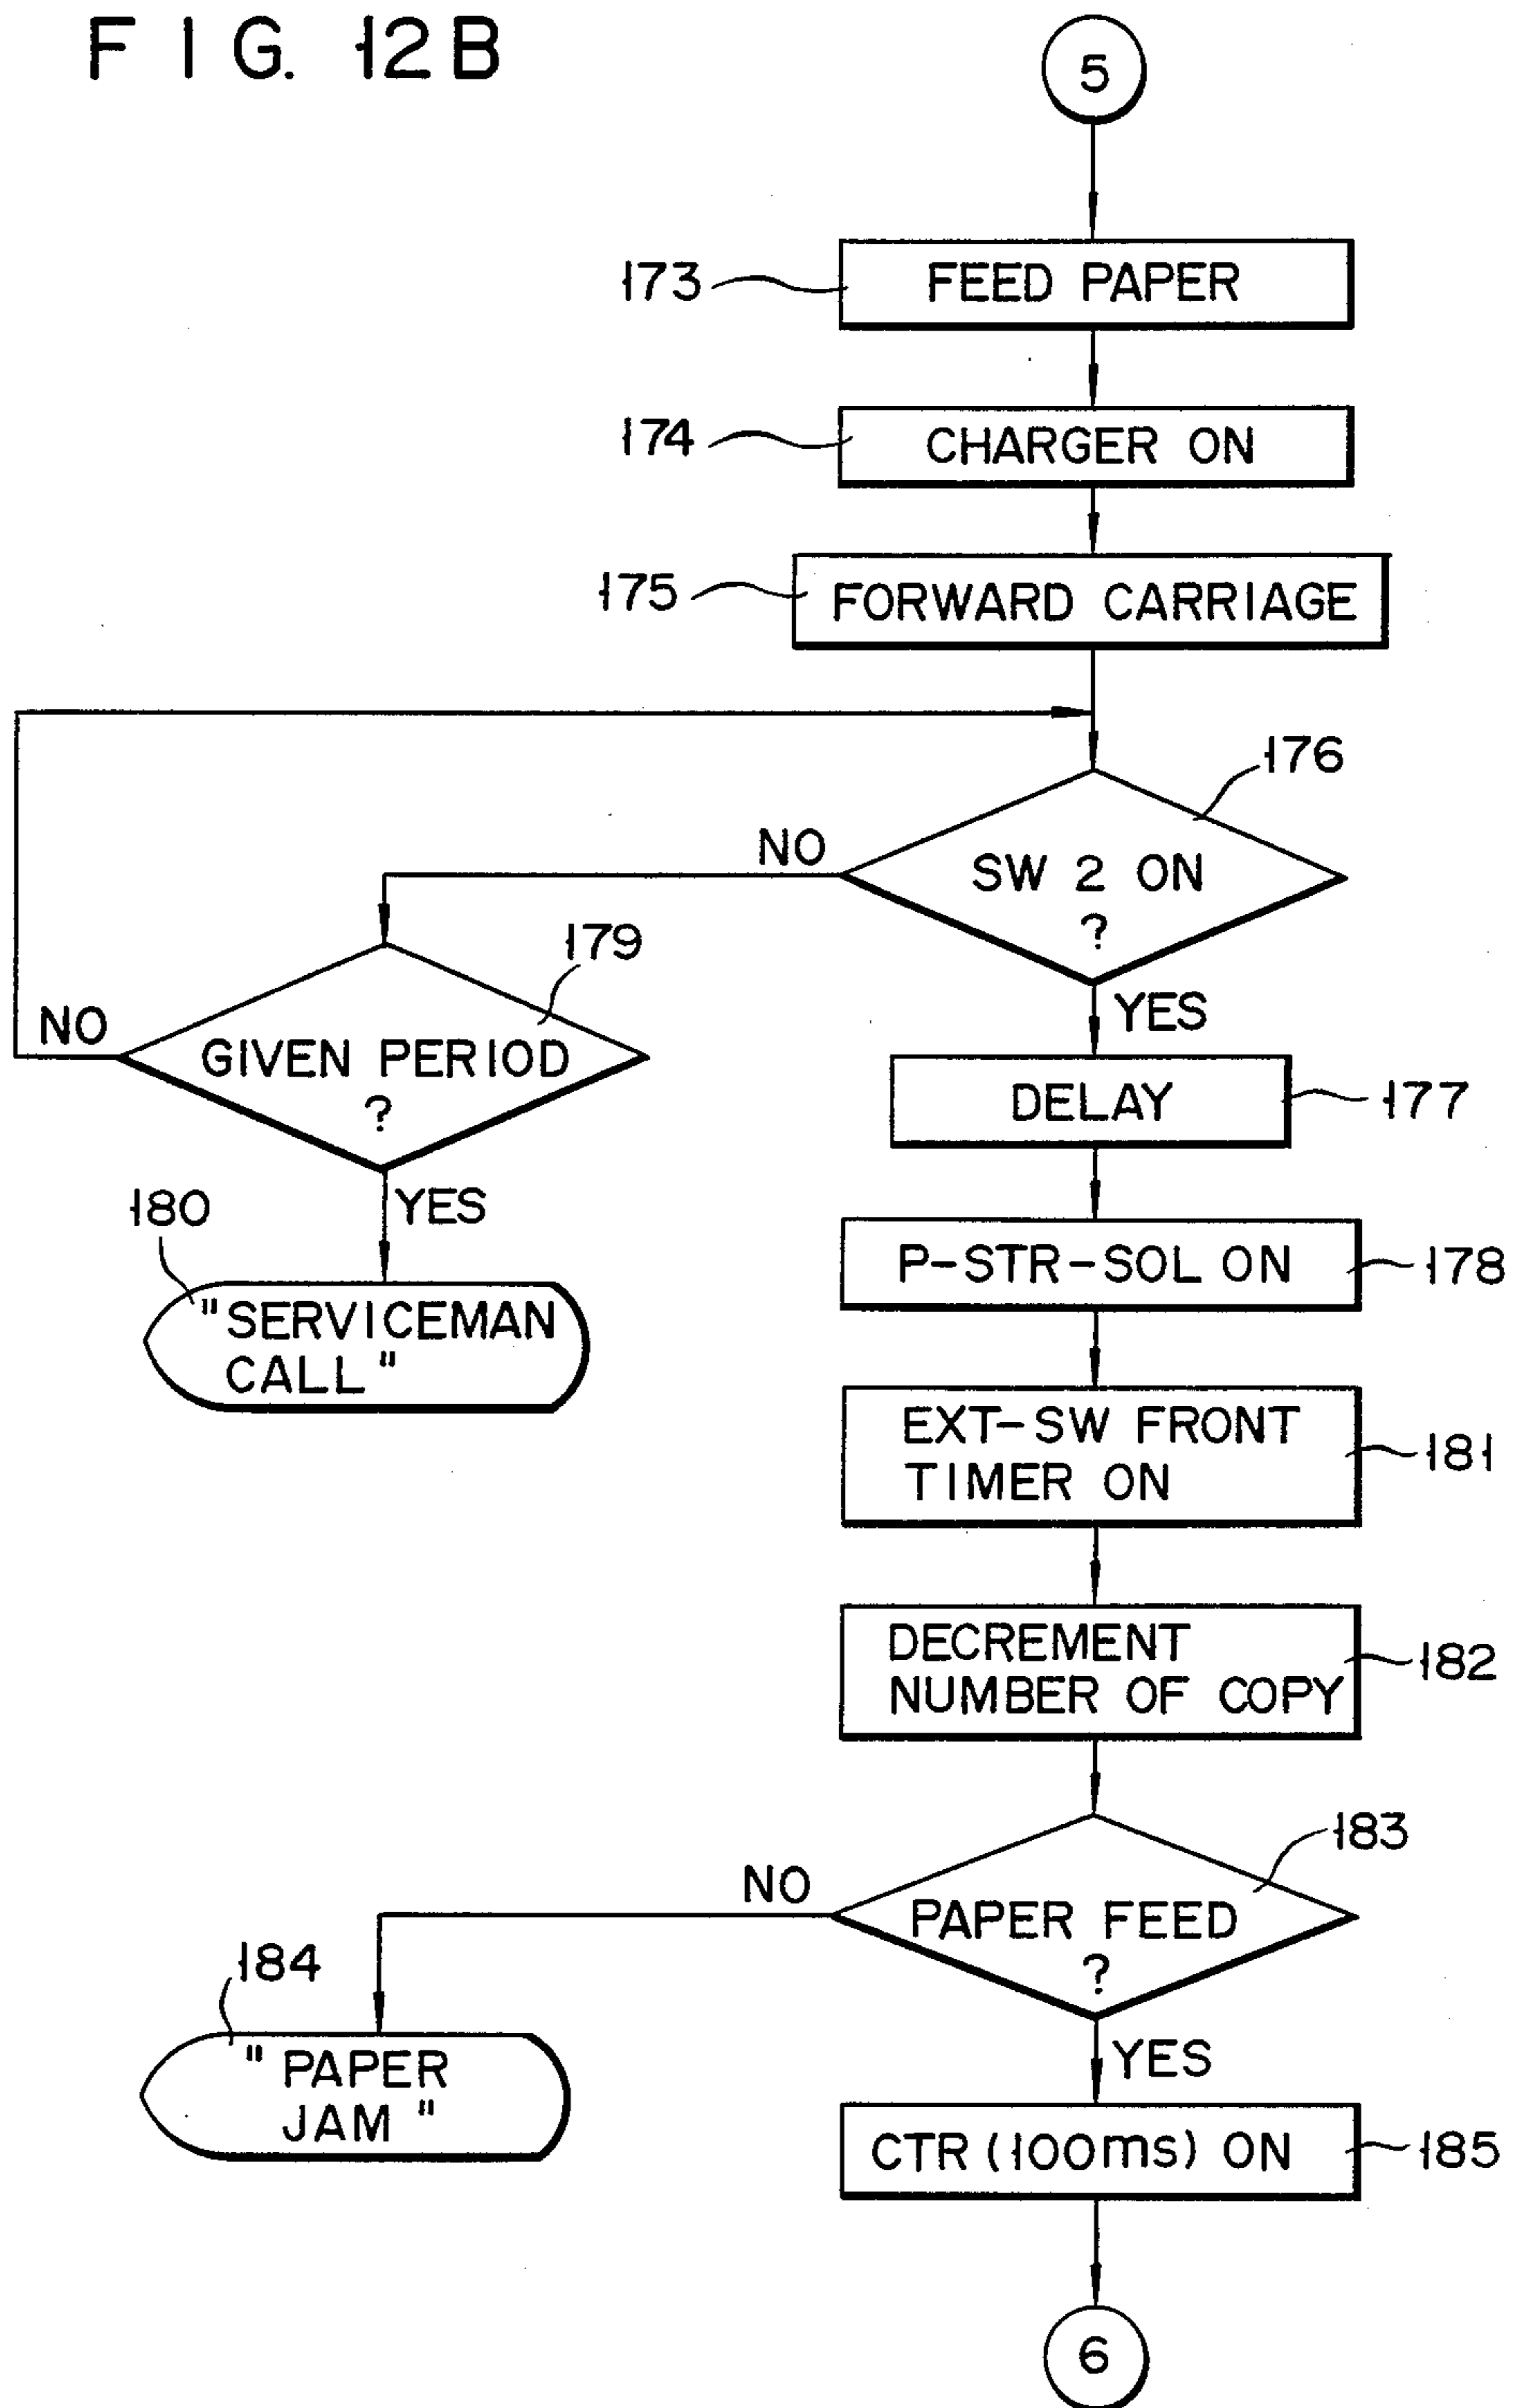 FIG. 12B
5
173
FEED PAPER
174
CHARGER ON
175
FORWARD CARRIAGE
176
NO
SW 2 ON
?
179
YES
NO
GIVEN PERIOD
?
DELAY
177
180
YES
P-STR-SOL ON
178
"SERVICEMAN
CALL"
EXT-SW FRONT
TIMER ON
181
DECREMENT
NUMBER OF COPY
182
183
NO
PAPER FEED
?
184
YES
"PAPER
JAM"
CTR (100ms) ON
185
6